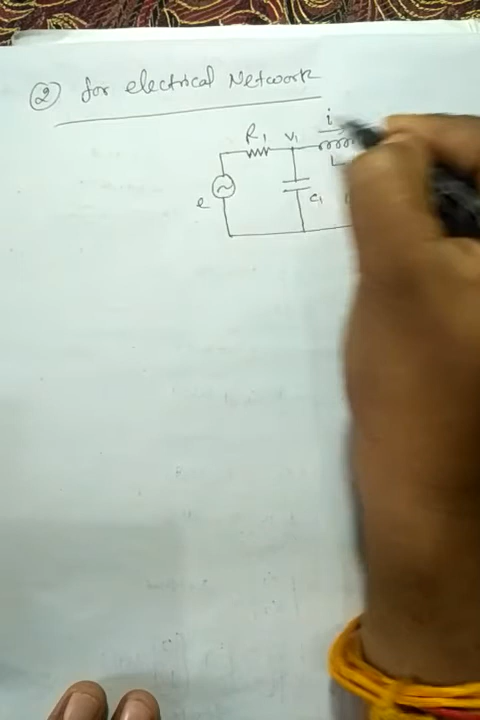 ② for electrical Network
i
R1 V1
L
e C1